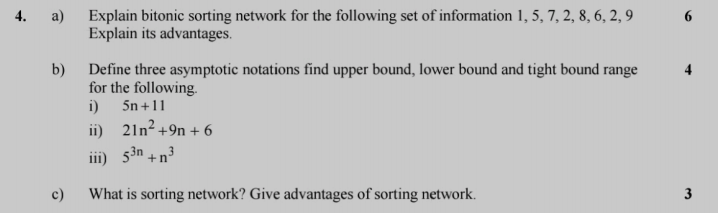 4. a) Explain bitonic sorting network for the following set of information 1, 5, 7, 2, 8, 6, 2, 9 6
Explain its advantages.
b) Define three asymptotic notations find upper bound, lower bound and tight bound range 4
for the following.
i) 5n+11
ii) 21n² +9n + 6
iii) 5³ⁿ +n³
c) What is sorting network? Give advantages of sorting network. 3